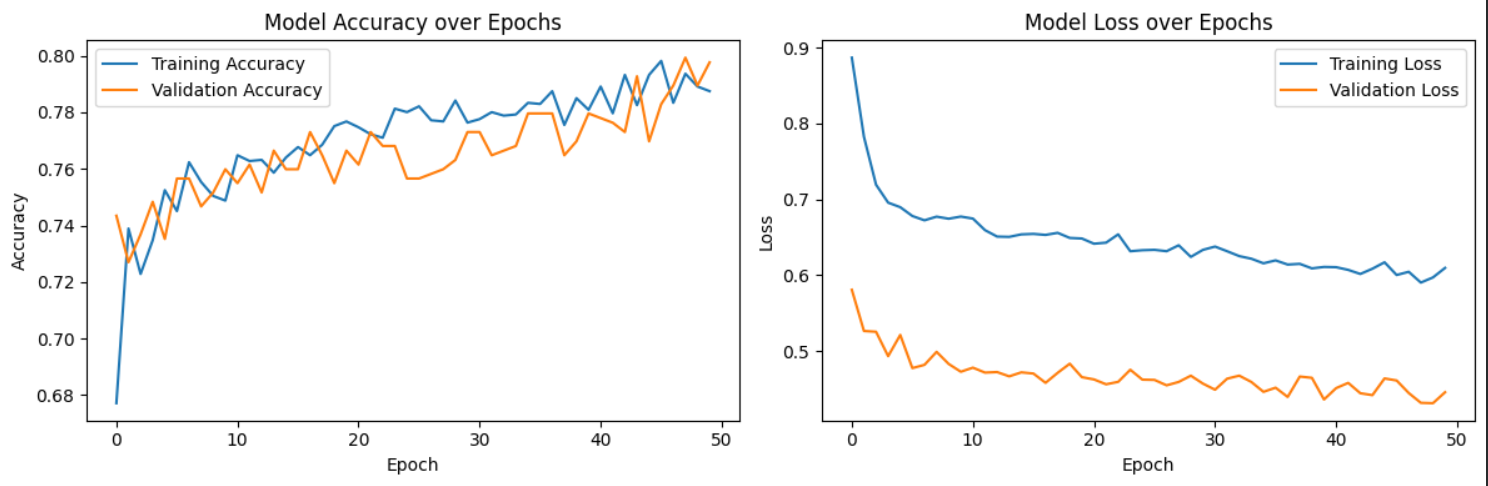 Model Accuracy over Epochs
Training Accuracy
Validation Accuracy
0.80
0.78
0.76
0.74
0.72
0.70
0.68
Accuracy
0 10 20 30 40 50
Epoch
Model Loss over Epochs
Training Loss
Validation Loss
0.9
0.8
0.7
0.6
0.5
Loss
0 10 20 30 40 50
Epoch